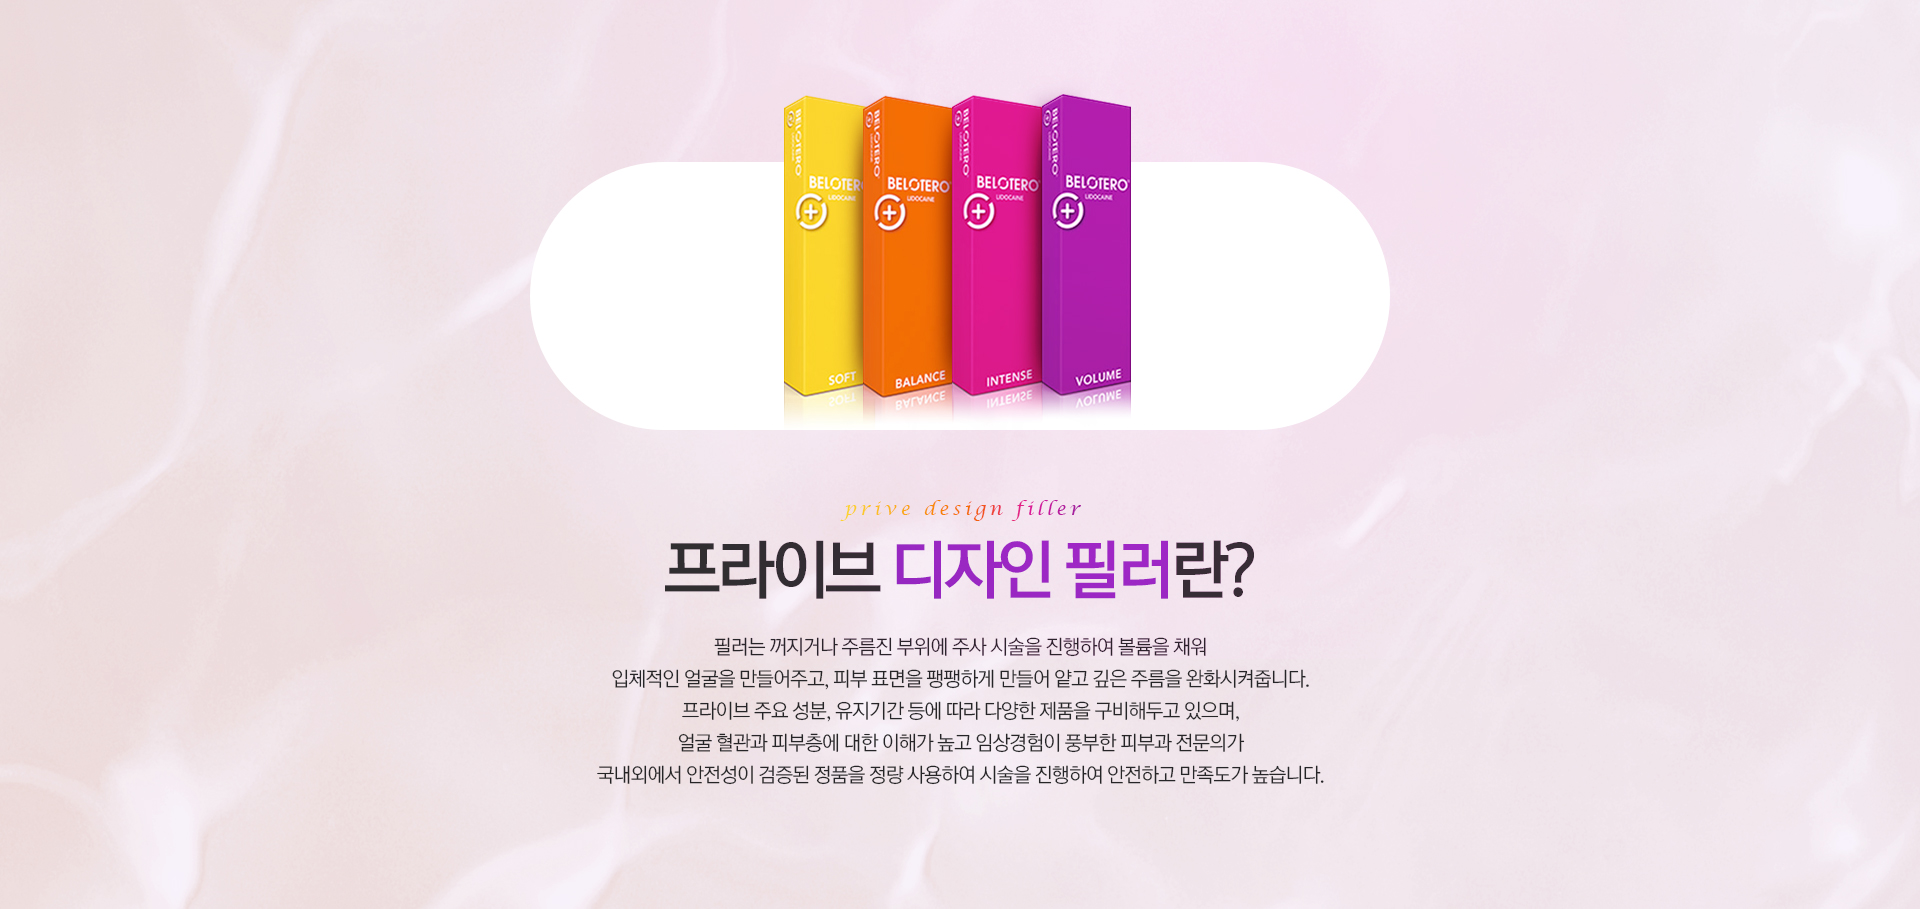 BELOTERO
BELOTERO
BELOTERO
BELOTERO
BELOTER
BELOTERO
BELOTERO
BELOTERO®
LIDOCAINE
LIDOCAINE
LIDOCAINE
SOFT
BALANCE
INTENSE
VOLUME
prive design filler
프라이브 디자인 필러란?
필러는 꺼지거나 주름진 부위에 주사 시술을 진행하여 볼륨을 채워
입체적인 얼굴을 만들어주고, 피부 표면을 팽팽하게 만들어 얕고 깊은 주름을 완화시켜줍니다.
프라이브 주요 성분, 유지기간 등에 따라 다양한 제품을 구비해두고 있으며,
얼굴 혈관과 피부층에 대한 이해가 높고 임상경험이 풍부한 피부과 전문의가
국내외에서 안전성이 검증된 정품을 정량 사용하여 시술을 진행하여 안전하고 만족도가 높습니다.